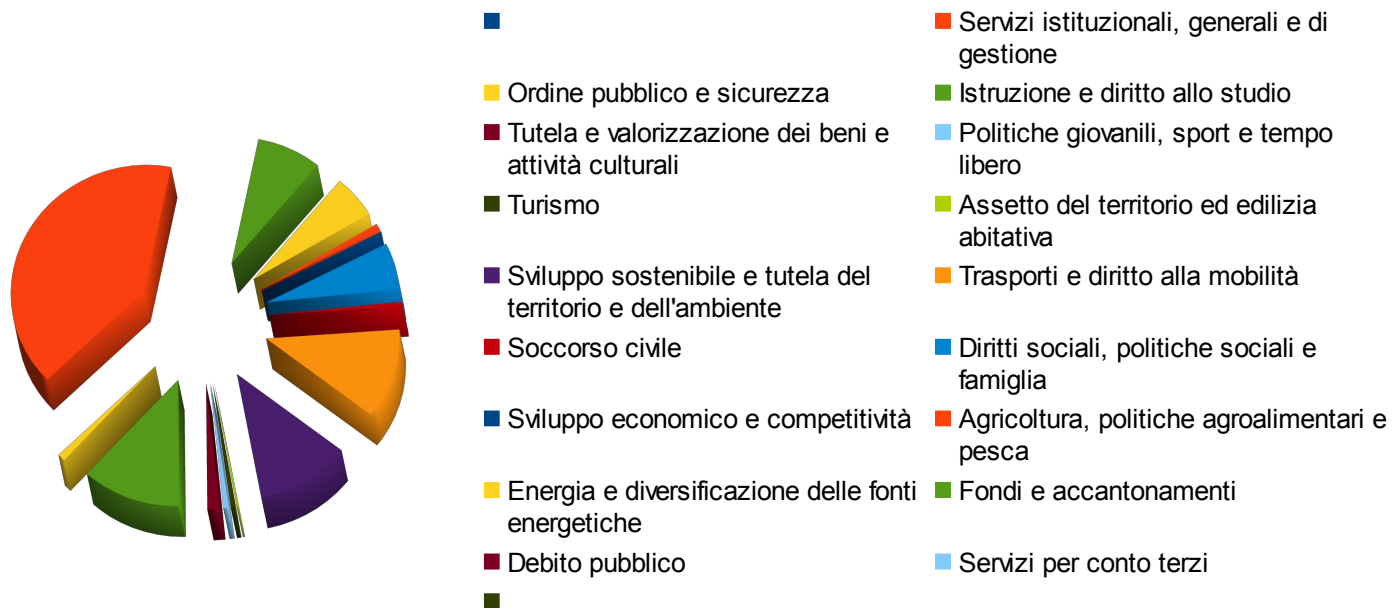 Servizi istituzionali, generali e di
gestione
Ordine pubblico e sicurezza
Istruzione e diritto allo studio
Tutela e valorizzazione dei beni e
attività culturali
Politiche giovanili, sport e tempo
libero
Turismo
Assetto del territorio ed edilizia
abitativa
Sviluppo sostenibile e tutela del
territorio e dell'ambiente
Trasporti e diritto alla mobilità
Soccorso civile
Diritti sociali, politiche sociali e
famiglia
Sviluppo economico e competitività
Agricoltura, politiche agroalimentari e
pesca
Energia e diversificazione delle fonti
energetiche
Fondi e accantonamenti
Debito pubblico
Servizi per conto terzi